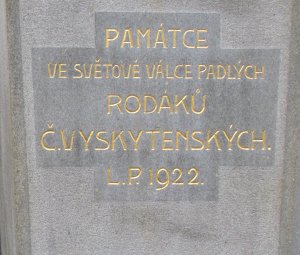 PAMÁTCE
VE SVĚTOVÉ VÁLCE PADLÝCH
RODÁKŮ
Č.VYSKYTENSKÝCH.
L.P.1922.